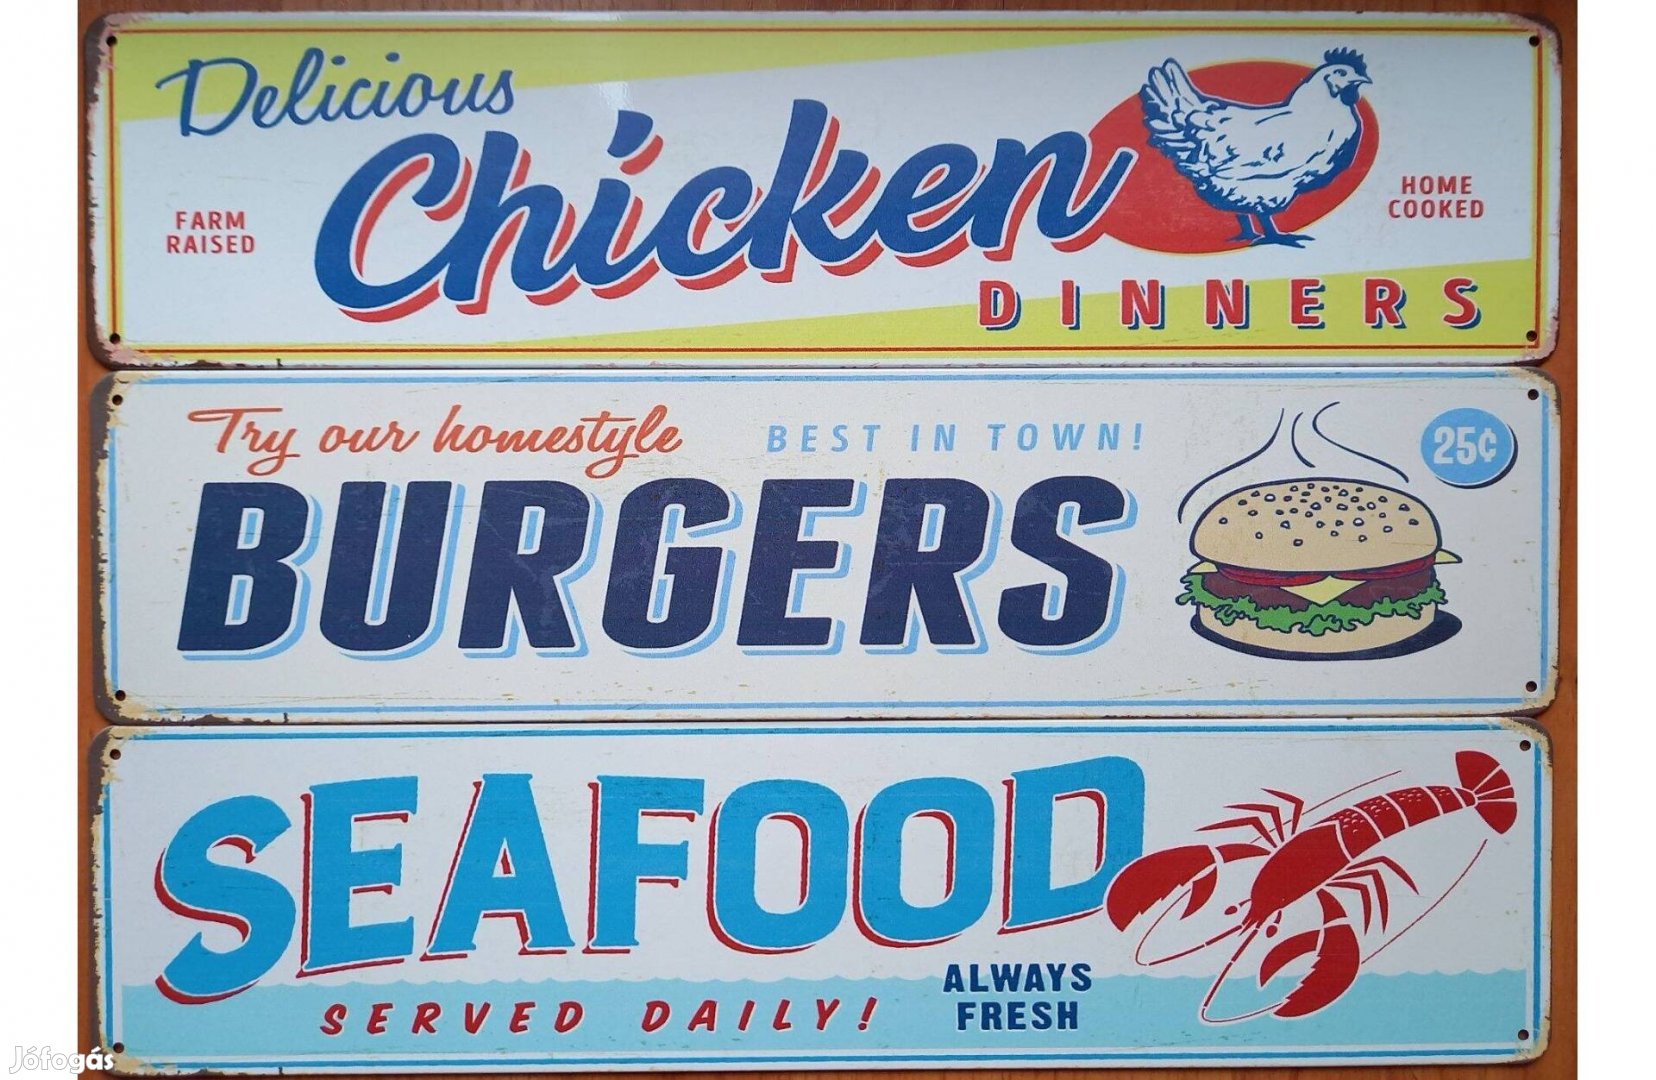 Delicious
Chicken
FARM
RAISED
HOME
COOKED
DINNERS
Try our homestyle
BEST IN TOWN!
25¢
BURGERS
SEAFOOD
ALWAYS
FRESH
SERVED DAILY!
Jófogás